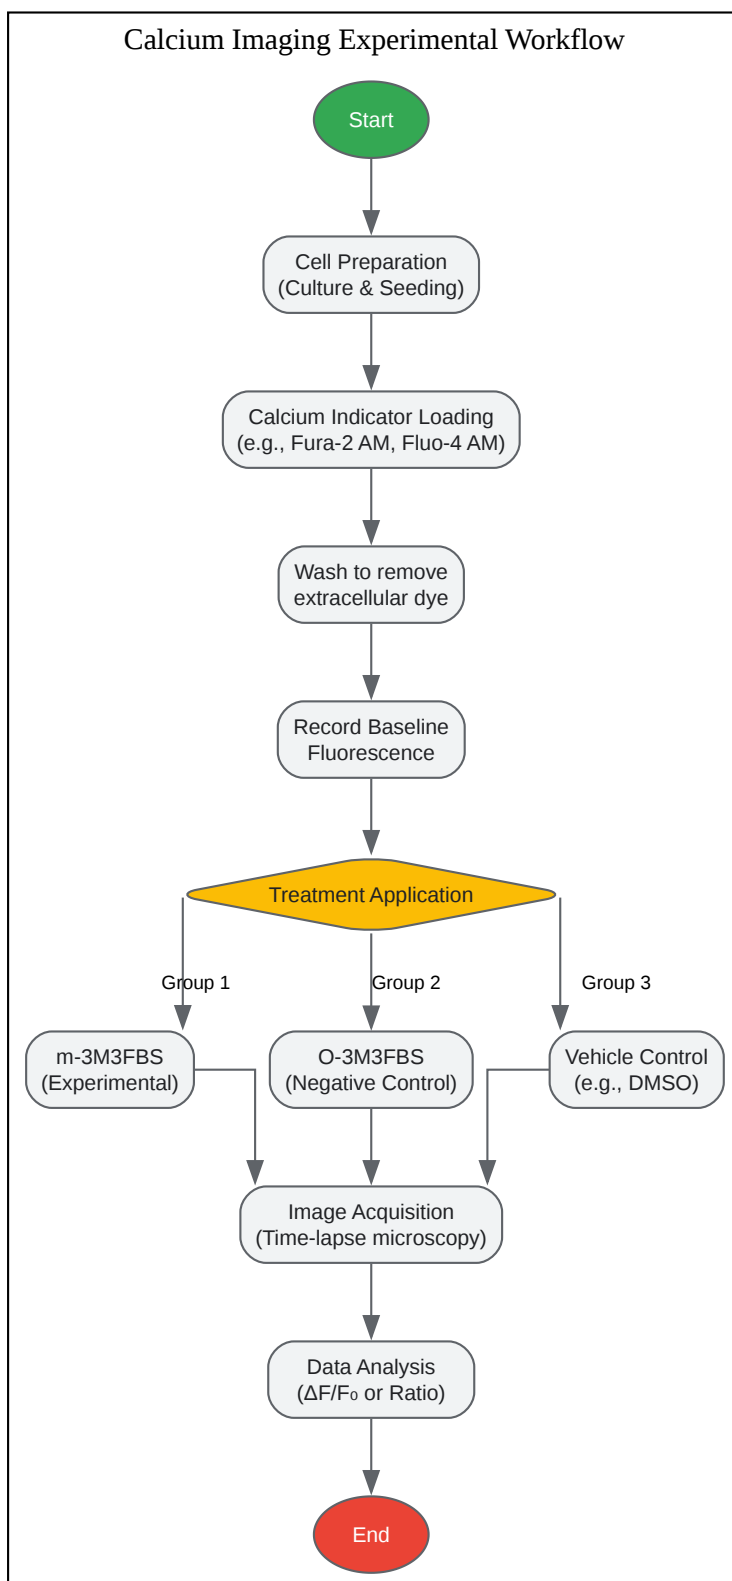 Calcium Imaging Experimental Workflow
Start
Cell Preparation
(Culture & Seeding)
Calcium Indicator Loading
(e.g., Fura-2 AM, Fluo-4 AM)
Wash to remove
extracellular dye
Record Baseline
Fluorescence
Treatment Application
Group 1
Group 2
Group 3
m-3M3FBS
(Experimental)
O-3M3FBS
(Negative Control)
Vehicle Control
(e.g., DMSO)
Image Acquisition
(Time-lapse microscopy)
Data Analysis
(ΔF/F₀ or Ratio)
End